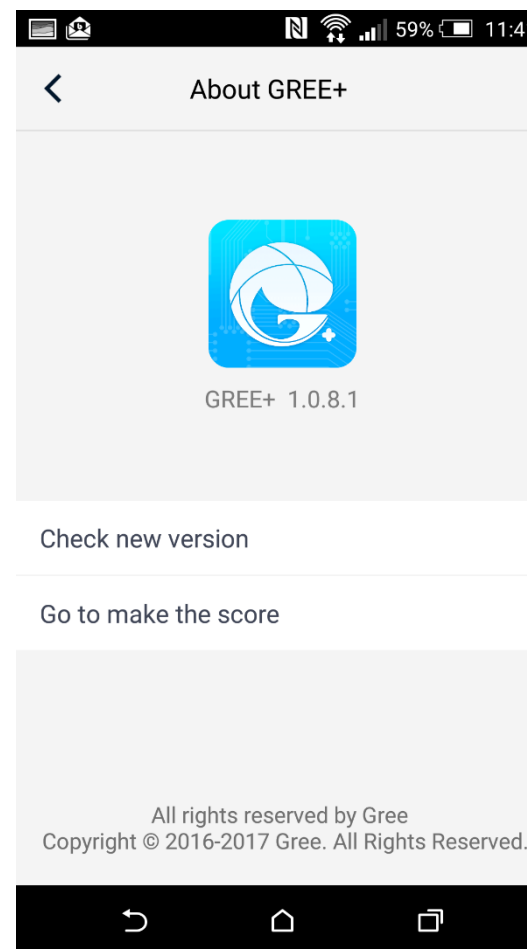 59% 11:4
About GREE+
GREE+ 1.0.8.1
Check new version
Go to make the score
All rights reserved by Gree
Copyright © 2016-2017 Gree. All Rights Reserved.